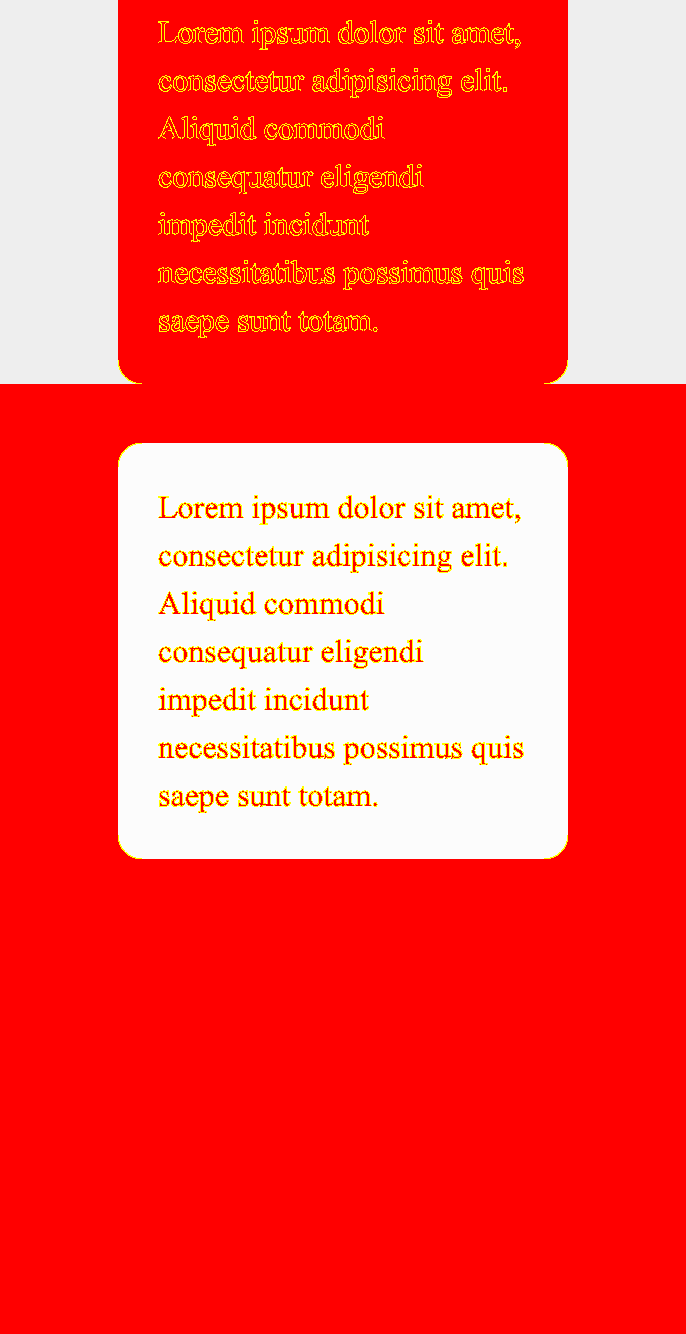 Lorem ipsum dolor sit amet,
consectetur adipisicing elit.
Aliquid commodi
consequatur eligendi
impedit incidunt
necessitatibus possimus quis
saepe sunt totam.
Lorem ipsum dolor sit amet,
consectetur adipisicing elit.
Aliquid commodi
consequatur eligendi
impedit incidunt
necessitatibus possimus quis
saepe sunt totam.